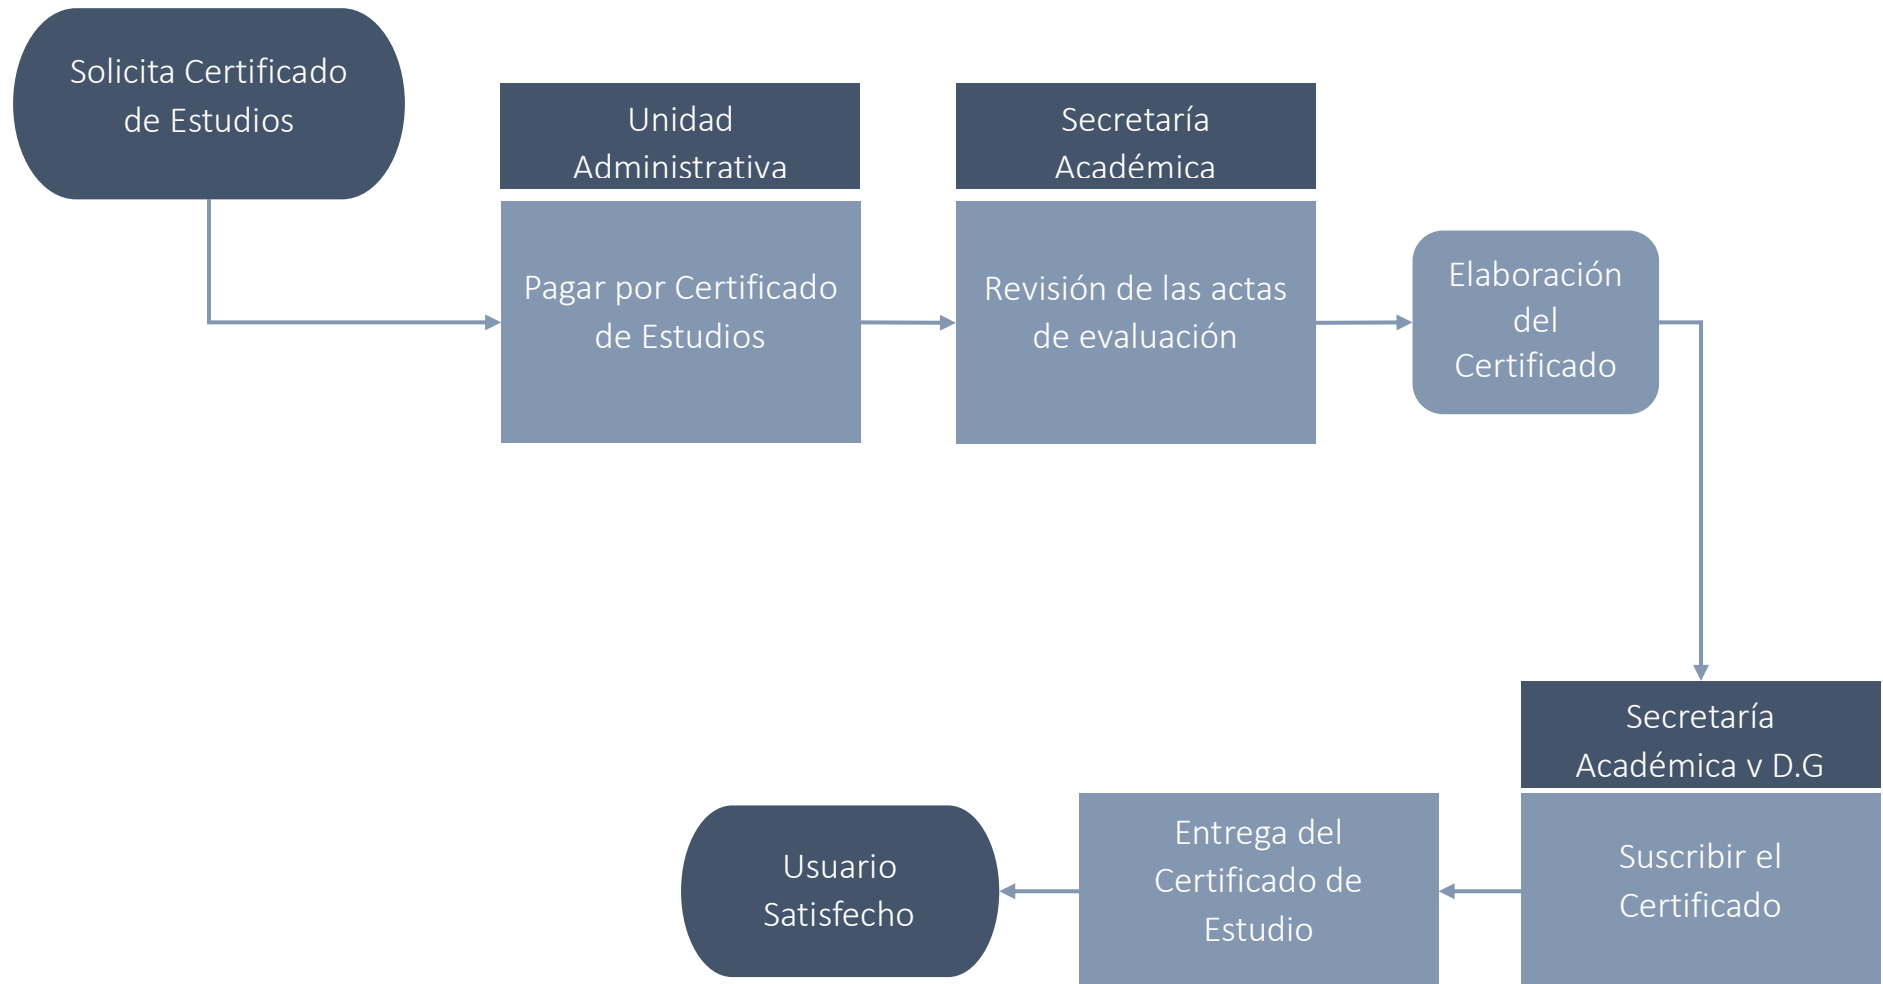 Solicita Certificado
de Estudios
Unidad
Administrativa
Secretaría
Académica
Pagar por Certificado
de Estudios
Revisión de las actas
de evaluación
Elaboración
del
Certificado
Secretaría
Académica y D.G
Suscribir el
Certificado
Entrega del
Certificado de
Estudio
Usuario
Satisfecho